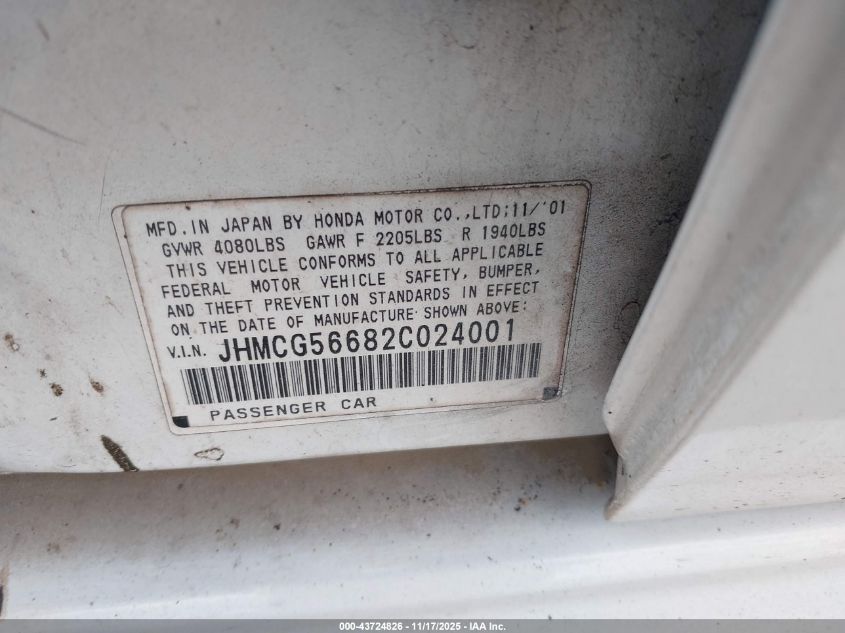 MFD. IN JAPAN BY HONDA MOTOR CO.,LTD;11/'01
GVWR 4080LBS GAWR F 2205LBS R 1940LBS
THIS VEHICLE CONFORMS TO ALL APPLICABLE
FEDERAL MOTOR VEHICLE SAFETY, BUMPER,
AND THEFT PREVENTION STANDARDS IN EFFECT
ON THE DATE OF MANUFACTURE SHOWN ABOVE:
V.I.N. JHMCG56682C024001
PASSENGER CAR
000-43724826 - 11/17/2025 - IAA Inc.